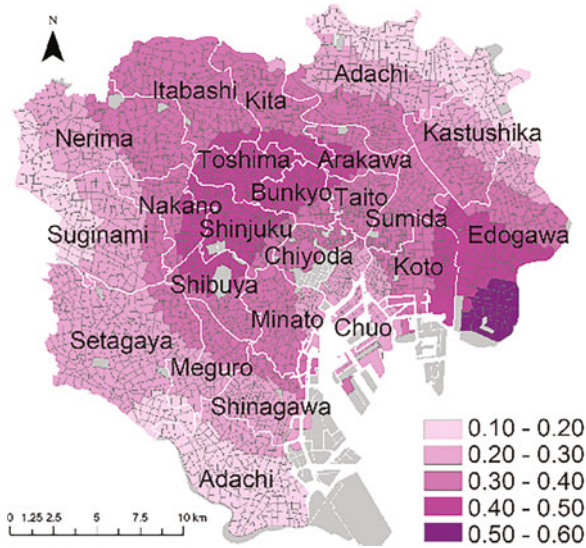 N
Adachi
Itabashi
Kita
Kastushika
Nerima
Toshima
Arakawa
Bunkyo
Taito
Nakano
Sumida
Suginami
Shinjuku
Edogawa
Chiyoda
Koto
Shibuya
Minato
Chuo
Setagaya
Meguro
Shinagawa
Adachi
0.10 - 0.20
0.20 - 0.30
0.30 - 0.40
0.40 - 0.50
0.50 - 0.60
0 1.25 2.5 5 7.5 10 km